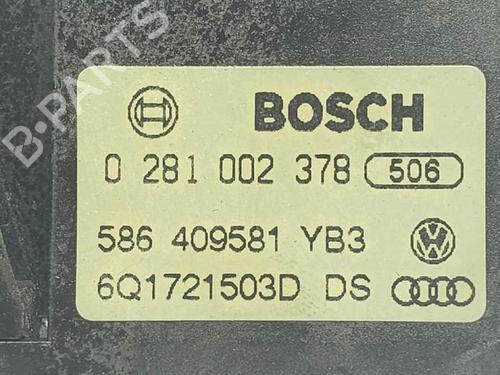 BOSCH
0 281 002 378 506
586 409581 YB3
6Q1721503D DS
B-PARTS